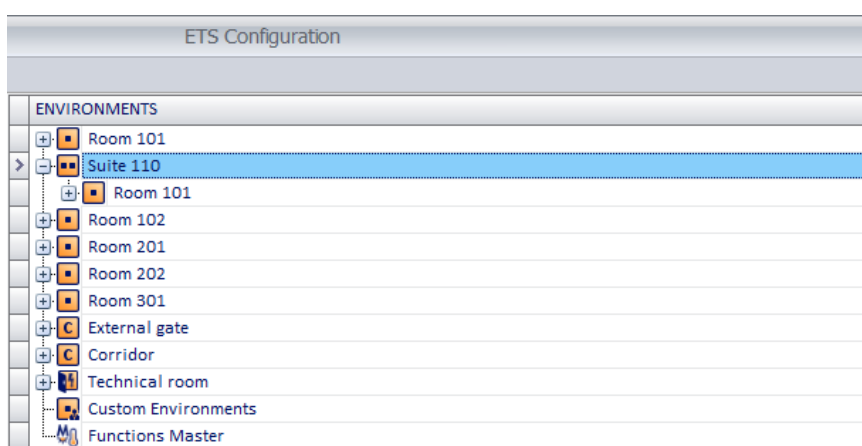 ETS Configuration
ENVIRONMENTS
Room 101
Suite 110
Room 101
Room 102
Room 201
Room 202
Room 301
C External gate
C Corridor
Technical room
Custom Environments
M Functions Master